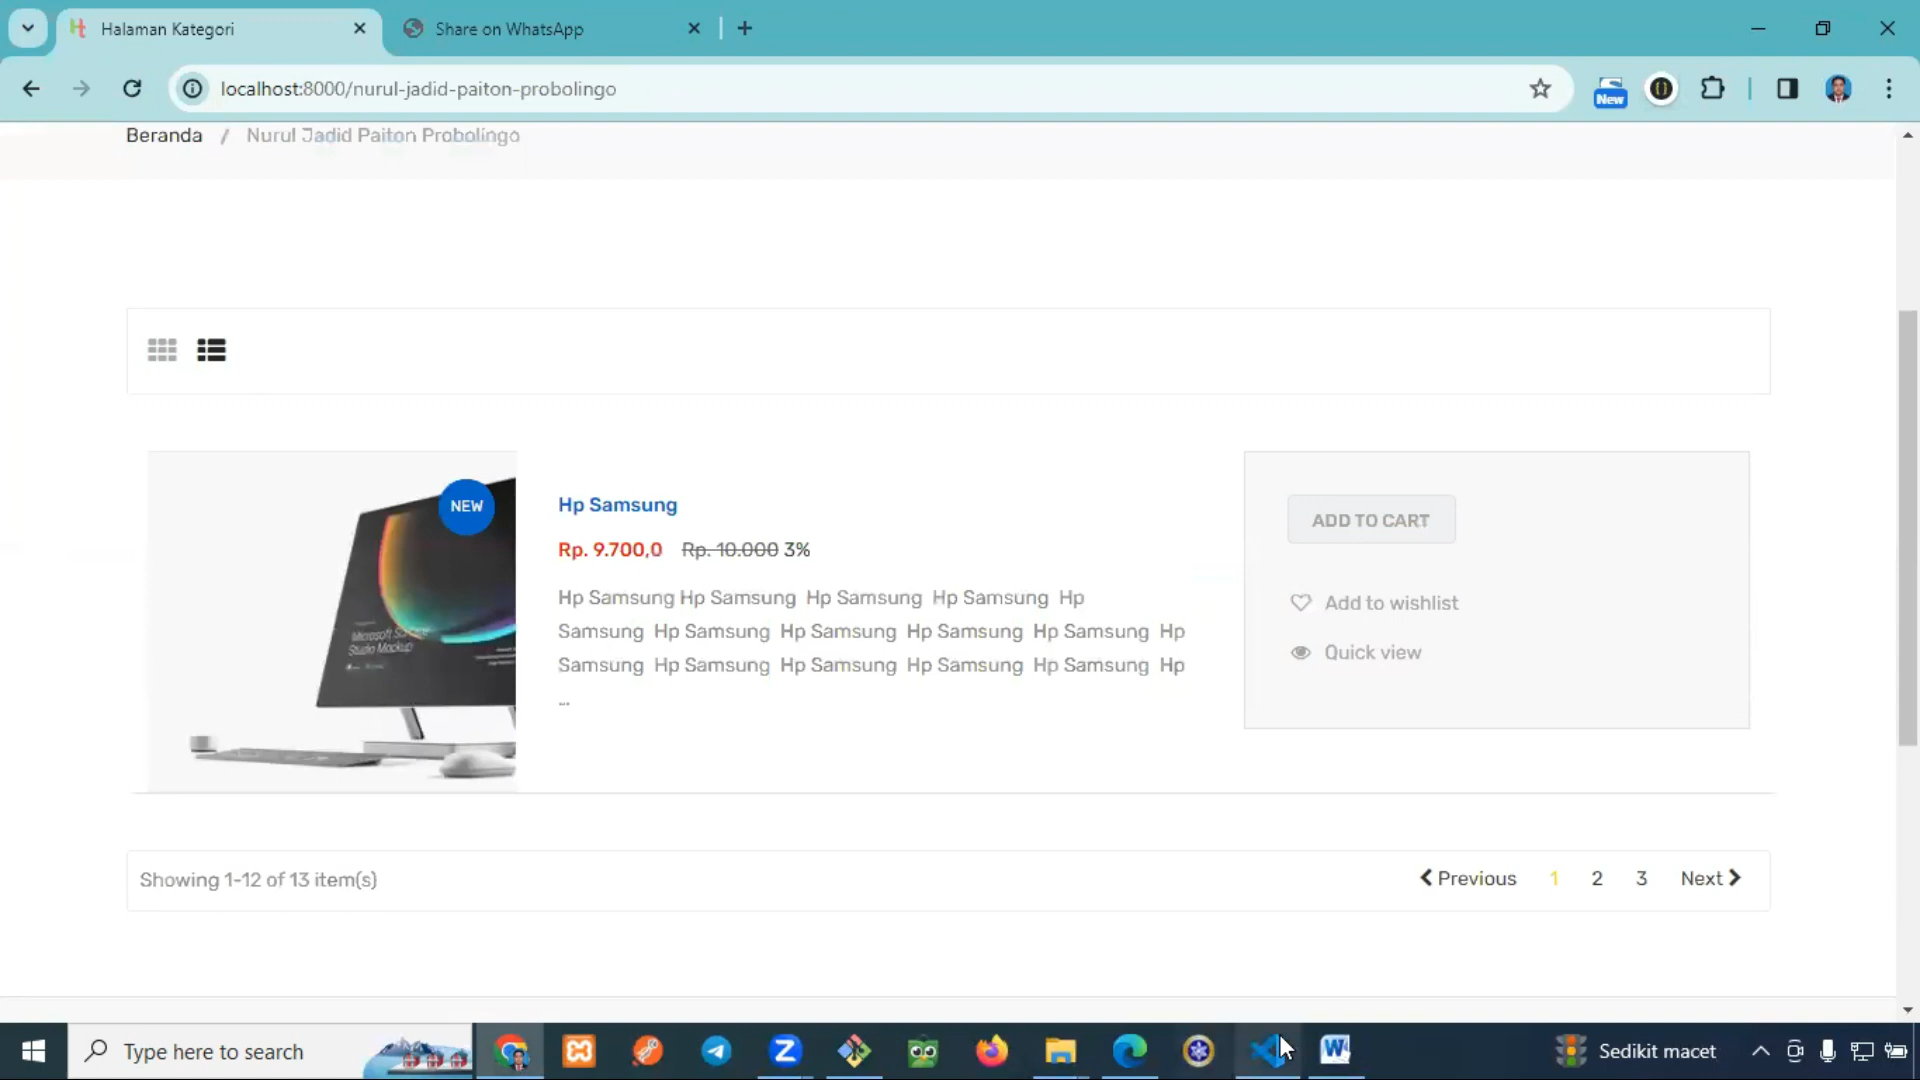 Halaman Kategori
Share on WhatsApp
localhost:8000/nurul-jadid-paiton-probolingo
New
Beranda / Nurul Jadid Paiton Probolingo
NEW
Microsoft Surface
Studio Mockup
Hp Samsung
Rp. 9.700,0 Rp. 10.000 3%
Hp Samsung Hp Samsung Hp Samsung Hp Samsung Hp
Samsung Hp Samsung Hp Samsung Hp Samsung Hp Samsung Hp
Samsung Hp Samsung Hp Samsung Hp Samsung Hp Samsung Hp
...
ADD TO CART
Add to wishlist
Quick view
Showing 1-12 of 13 item(s)
Previous 1 2 3 Next
Type here to search
Sedikit macet